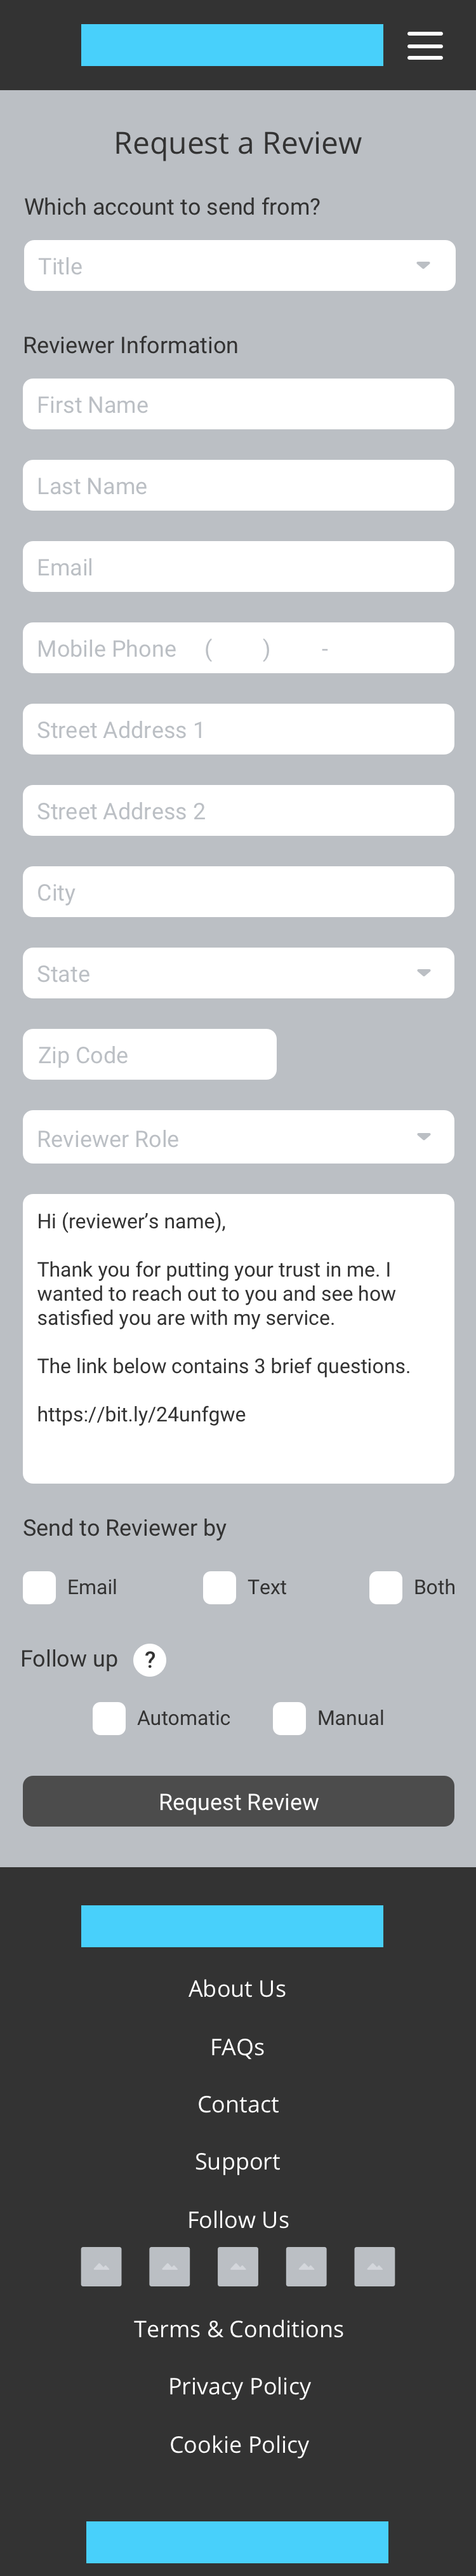 Request a Review
Which account to send from?
Title
Reviewer Information
First Name
Last Name
Email
Mobile Phone ( ) -
Street Address 1
Street Address 2
City
State
Zip Code
Reviewer Role
Hi (reviewer’s name),
Thank you for putting your trust in me. I
wanted to reach out to you and see how
satisfied you are with my service.
The link below contains 3 brief questions.
https://bit.ly/24unfgwe
Send to Reviewer by
Email Text Both
Follow up ?
Automatic Manual
Request Review
About Us
FAQs
Contact
Support
Follow Us
Terms & Conditions
Privacy Policy
Cookie Policy